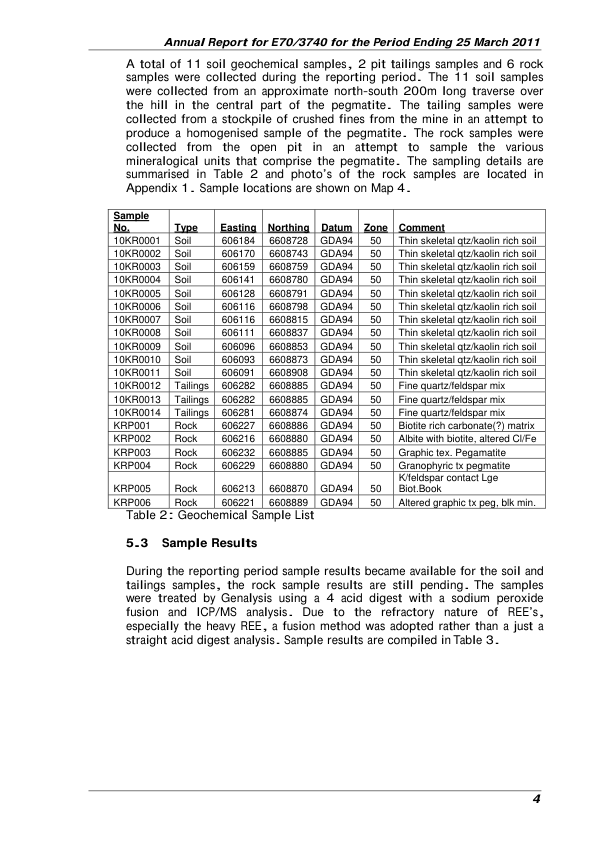 Annual Report for E70/3740 for the Period Ending 25 March 2011
A total of 11 soil geochemical samples, 2 pit tailings samples and 6 rock
samples were collected during the reporting period. The 11 soil samples
were collected from an approximate north-south 200m long traverse over
the hill in the central part of the pegmatite. The tailing samples were
collected from a stockpile of crushed fines from the mine in an attempt to
produce a homogenised sample of the pegmatite. The rock samples were
collected from the open pit in an attempt to sample the various
mineralogical units that comprise the pegmatite. The sampling details are
summarised in Table 2 and photo's of the rock samples are located in
Appendix 1. Sample locations are shown on Map 4.
Sample
No. Type Easting Northing Datum Zone Comment
10KR0001 Soil 606184 6608728 GDA94 50 Thin skeletal qtz/kaolin rich soil
10KR0002 Soil 606170 6608743 GDA94 50 Thin skeletal qtz/kaolin rich soil
10KR0003 Soil 606159 6608759 GDA94 50 Thin skeletal qtz/kaolin rich soil
10KR0004 Soil 606141 6608780 GDA94 50 Thin skeletal qtz/kaolin rich soil
10KR0005 Soil 606128 6608791 GDA94 50 Thin skeletal qtz/kaolin rich soil
10KR0006 Soil 606116 6608798 GDA94 50 Thin skeletal qtz/kaolin rich soil
10KR0007 Soil 606116 6608815 GDA94 50 Thin skeletal qtz/kaolin rich soil
10KR0008 Soil 606111 6608837 GDA94 50 Thin skeletal qtz/kaolin rich soil
10KR0009 Soil 606096 6608853 GDA94 50 Thin skeletal qtz/kaolin rich soil
10KR0010 Soil 606093 6608873 GDA94 50 Thin skeletal qtz/kaolin rich soil
10KR0011 Soil 606091 6608908 GDA94 50 Thin skeletal qtz/kaolin rich soil
10KR0012 Tailings 606282 6608885 GDA94 50 Fine quartz/feldspar mix
10KR0013 Tailings 606282 6608885 GDA94 50 Fine quartz/feldspar mix
10KR0014 Tailings 606281 6608874 GDA94 50 Fine quartz/feldspar mix
KRP001 Rock 606227 6608886 GDA94 50 Biotite rich carbonate(?) matrix
KRP002 Rock 606216 6608880 GDA94 50 Albite with biotite, altered Cl/Fe
KRP003 Rock 606232 6608885 GDA94 50 Graphic tex. Pegamatite
KRP004 Rock 606229 6608880 GDA94 50 Granophyric tx pegmatite
K/feldspar contact Lge
KRP005 Rock 606213 6608870 GDA94 50 Biot.Book
KRP006 Rock 606221 6608889 GDA94 50 Altered graphic tx peg, blk min.
Table 2: Geochemical Sample List
5.3 Sample Results
During the reporting period sample results became available for the soil and
tailings samples, the rock sample results are still pending. The samples
were treated by Genalysis using a 4 acid digest with a sodium peroxide
fusion and ICP/MS analysis. Due to the refractory nature of REE's,
especially the heavy REE, a fusion method was adopted rather than a just a
straight acid digest analysis. Sample results are compiled in Table 3.
4